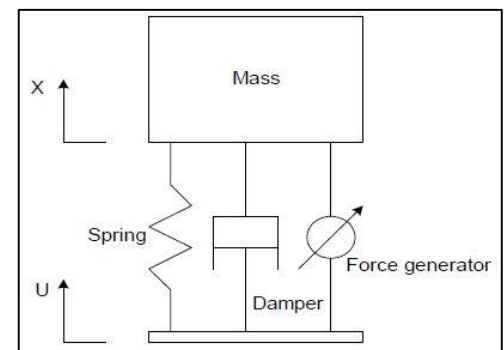 Mass
X
Spring
Force generator
U
Damper